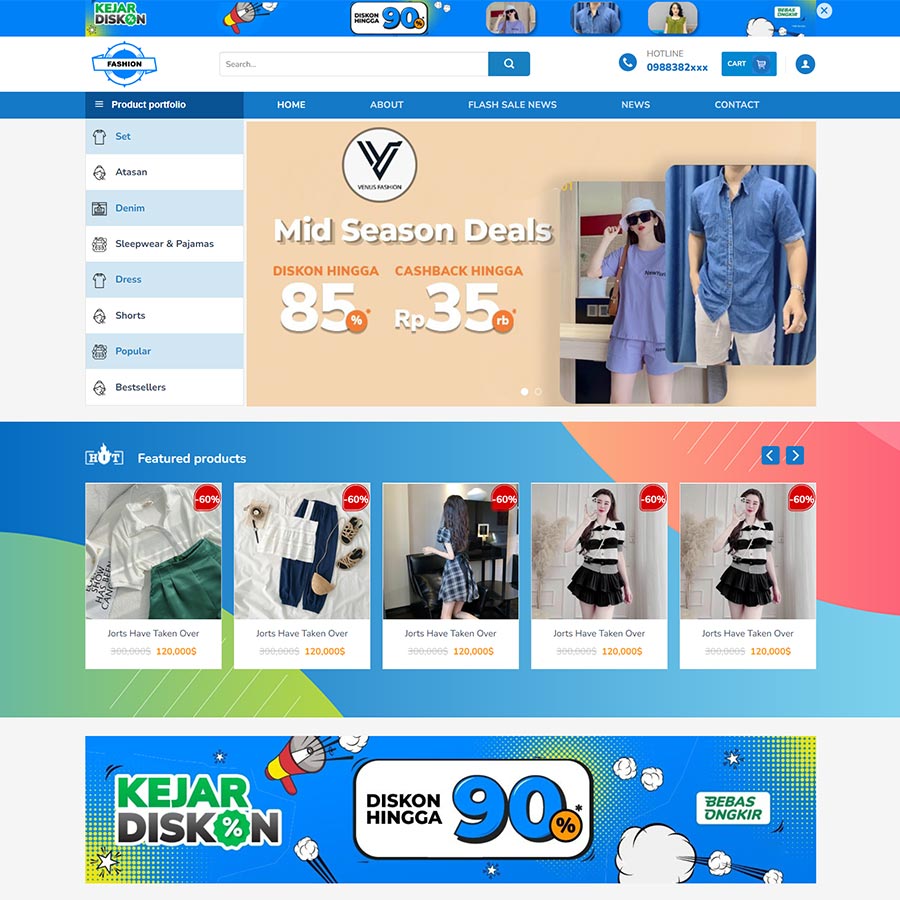 KEJAR
DISKON
DISKON
HINGGA
90%*
BEBAS
ONGKIR
FASHION
Search...
HOTLINE
0988382xxx
CART
Product portfolio
HOME
ABOUT
FLASH SALE NEWS
NEWS
CONTACT
Set
Atasan
Denim
Sleepwear & Pajamas
Dress
Shorts
Popular
Bestsellers
VENUS FASHION
Mid Season Deals
DISKON HINGGA
CASHBACK HINGGA
85%*
Rp35rb*
NewYork
HOT
Featured products
-60%
-60%
-60%
-60%
-60%
SHOW
HAS BEEN
Jorts Have Taken Over
300,000$ 120,000$
Jorts Have Taken Over
300,000$ 120,000$
Jorts Have Taken Over
300,000$ 120,000$
Jorts Have Taken Over
300,000$ 120,000$
Jorts Have Taken Over
300,000$ 120,000$
KEJAR
DISK%N
DISKON
HINGGA
90%*
BEBAS
ONGKIR